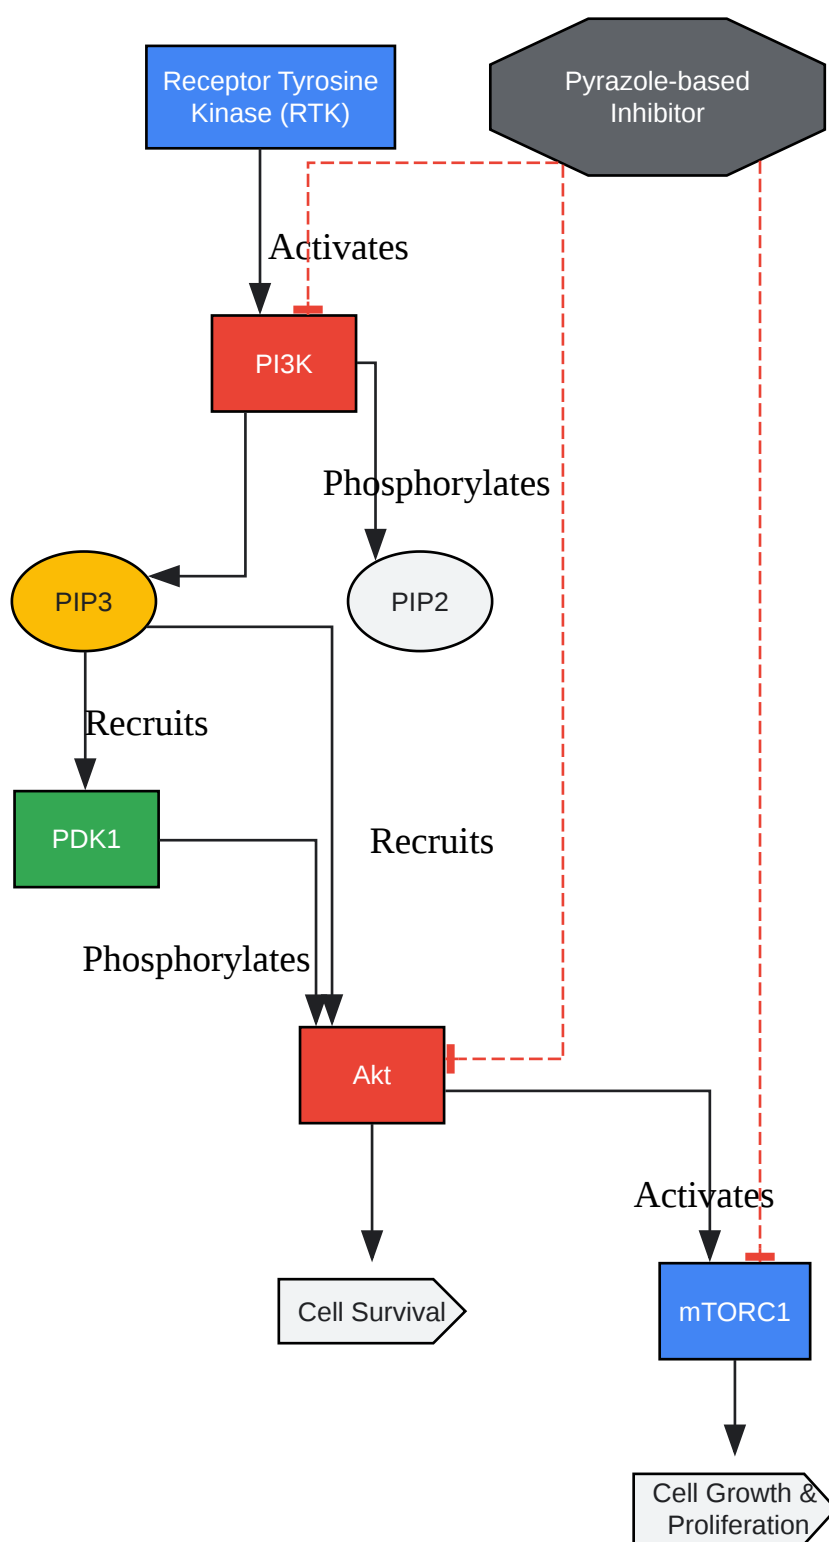 Receptor Tyrosine
Kinase (RTK)
Pyrazole-based
Inhibitor
Activates
PI3K
Phosphorylates
PIP3
PIP2
Recruits
PDK1
Recruits
Phosphorylates
Akt
Activates
Cell Survival
mTORC1
Cell Growth &
Proliferation